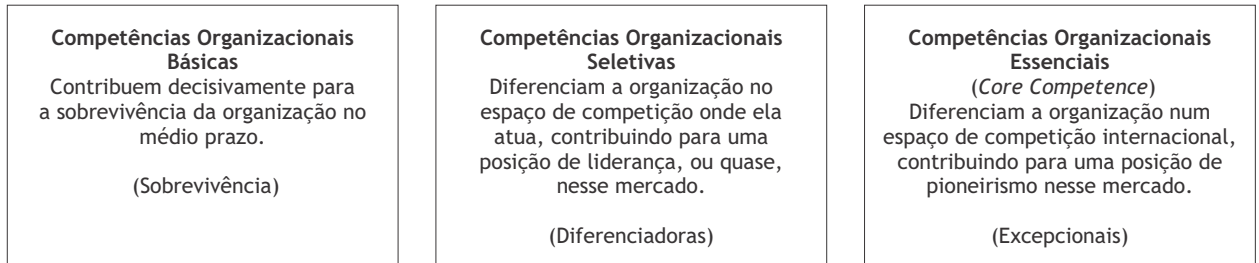 Competências Organizacionais
Básicas
Contribuem decisivamente para
a sobrevivência da organização no
médio prazo.
(Sobrevivência)
Competências Organizacionais
Seletivas
Diferenciam a organização no
espaço de competição onde ela
atua, contribuindo para uma
posição de liderança, ou quase,
nesse mercado.
(Diferenciadoras)
Competências Organizacionais
Essenciais
(Core Competence)
Diferenciam a organização num
espaço de competição internacional,
contribuindo para uma posição de
pioneirismo nesse mercado.
(Excepcionais)